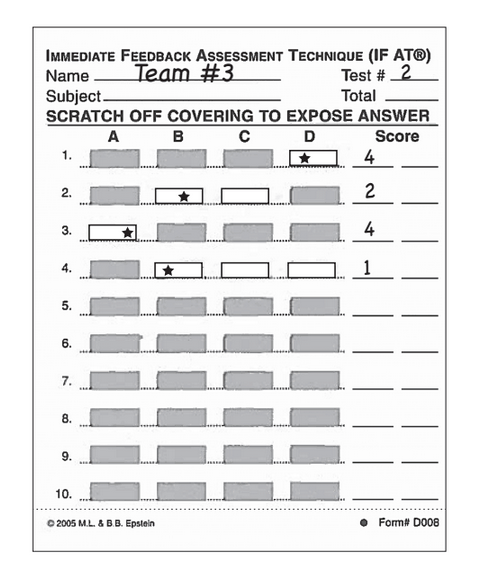 IMMEDIATE FEEDBACK ASSESSMENT TECHNIQUE (IF AT®)
Name Team #3 Test # 2
Subject Total
SCRATCH OFF COVERING TO EXPOSE ANSWER
A B C D Score
1. 4
2. 2
3. 4
4. 1
5.
6.
7.
8.
9.
10.
© 2005 M.L. & B.B. Epstein Form# D008